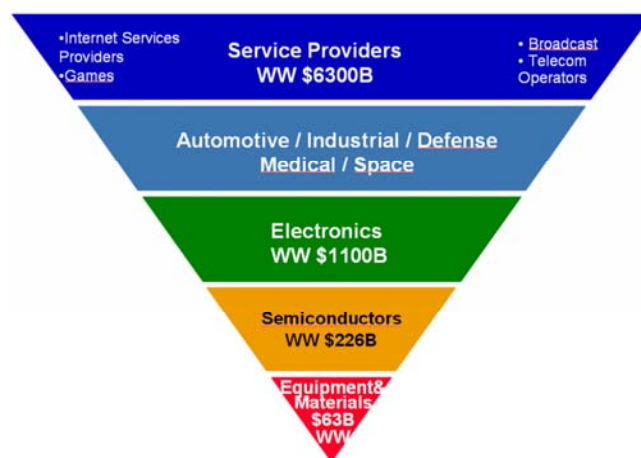 •Internet Services
Providers
•Games
Service Providers
WW $6300B
• Broadcast
• Telecom
Operators
Automotive / Industrial / Defense
Medical / Space
Electronics
WW $1100B
Semiconductors
WW $226B
Equipment&
Materials
$63B
WW